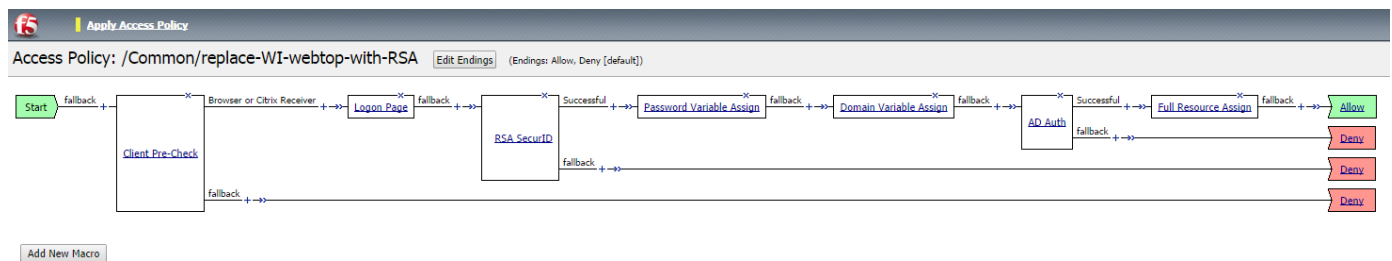 f5 Apply Access Policy
Access Policy: /Common/replace-WI-webtop-with-RSA Edit Endings (Endings: Allow, Deny [default])
Start fallback + Browser or Citrix Receiver + Logon Page fallback + Successful + Password Variable Assign fallback + Domain Variable Assign fallback + Successful + Full Resource Assign fallback + Allow
AD Auth
fallback + Deny
RSA SecurID
Client Pre-Check
fallback + Deny
fallback + Deny
Add New Macro